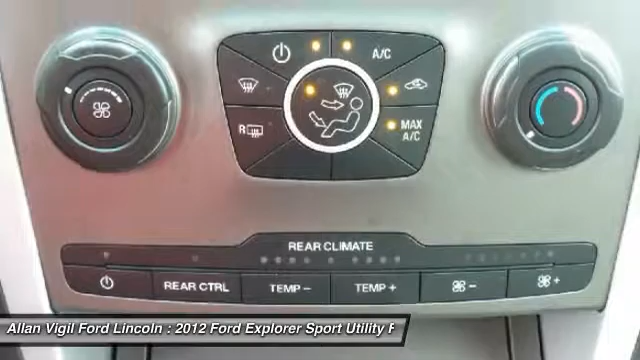 A/C
R
MAX
A/C
REAR CLIMATE
REAR CTRL TEMP − TEMP + − +
Allan Vigil Ford Lincoln : 2012 Ford Explorer Sport Utility F